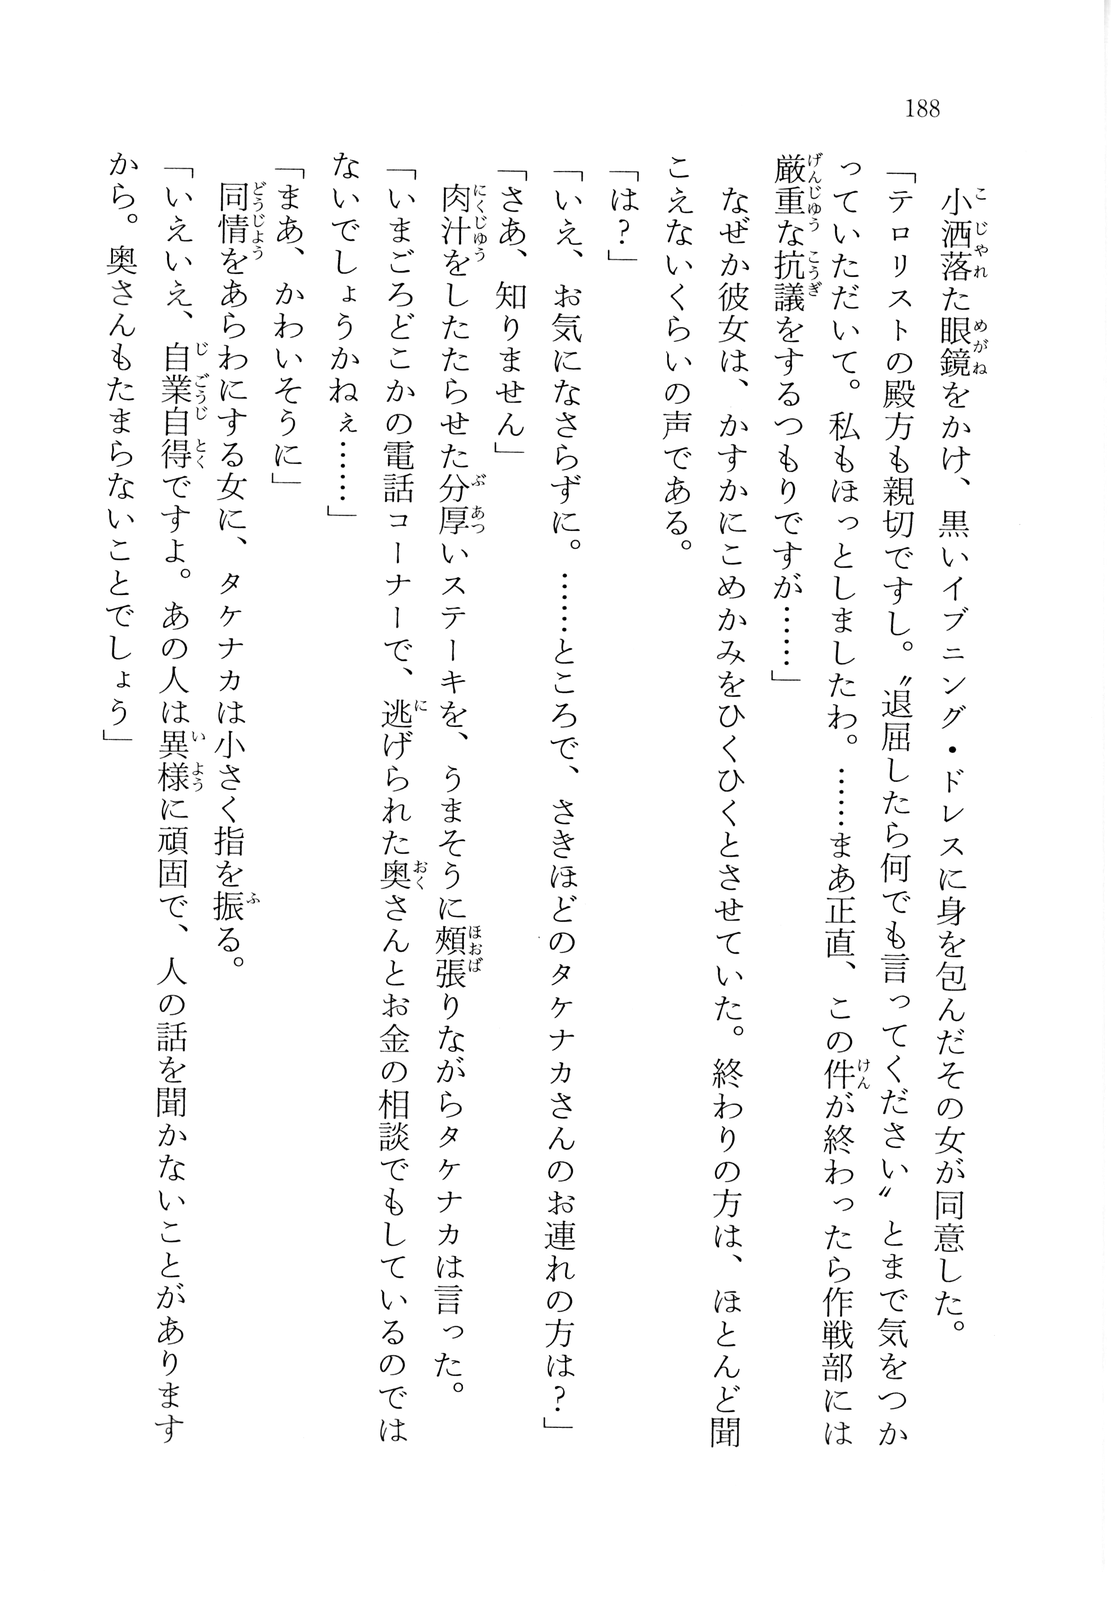 188
小洒落た眼鏡をかけ、黒いイブニング・ドレスに身を包んだその女が同意した。
「テロリストの殿方も親切ですし。〝退屈したら何でも言ってください〟とまで気をつか
っていただいて。私もほっとしましたわ。……まあ正直、この件が終わったら作戦部には
厳重な抗議をするつもりですが……」
なぜか彼女は、かすかにこめかみをひくひくとさせていた。終わりの方は、ほとんど聞
こえないくらいの声である。
「は？」
「いえ、お気になさらずに。……ところで、さきほどのタケナカさんのお連れの方は？」
「さあ、知りません」
肉汁をしたたらせた分厚いステーキを、うまそうに頰張りながらタケナカは言った。
「いまごろどこかの電話コーナーで、逃げられた奥さんとお金の相談でもしているのでは
ないでしょうかねぇ……」
「まあ、かわいそうに」
同情をあらわにする女に、タケナカは小さく指を振る。
「いえいえ、自業自得ですよ。あの人は異様に頑固で、人の話を聞かないことがあります
から。奥さんもたまらないことでしょう」